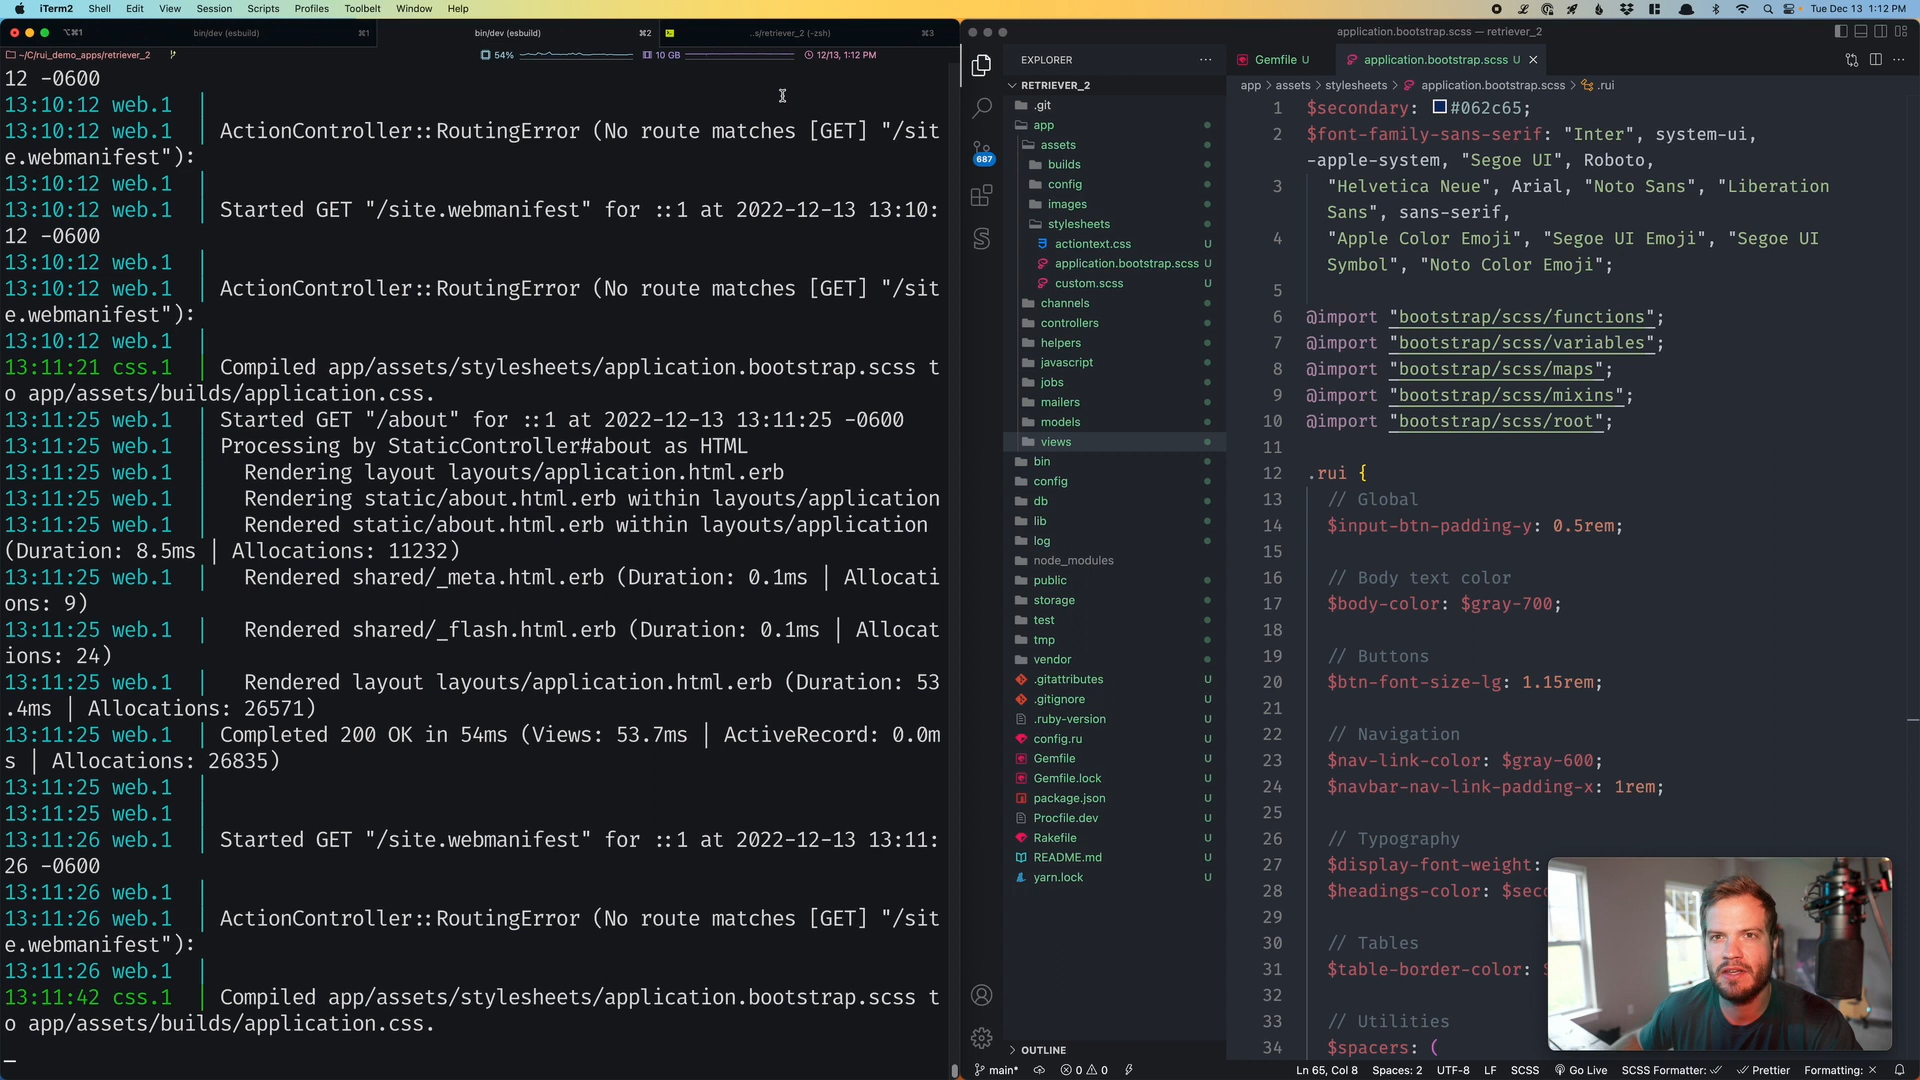 iTerm2 Shell Edit View Session Scripts Profiles Toolbelt Window Help
Tue Dec 13 1:12 PM
⌥⌘1 bin/dev (esbuild) ⌘1
bin/dev (esbuild) ⌘2
..s/retriever_2 (-zsh) ⌘3
~/C/rui_demo_apps/retriever_2
54% 10 GB 12/13, 1:12 PM
12 -0600
13:10:12 web.1 |
13:10:12 web.1 | ActionController::RoutingError (No route matches [GET] "/sit
e.webmanifest"):
13:10:12 web.1 |
13:10:12 web.1 | Started GET "/site.webmanifest" for ::1 at 2022-12-13 13:10:
12 -0600
13:10:12 web.1 |
13:10:12 web.1 | ActionController::RoutingError (No route matches [GET] "/sit
e.webmanifest"):
13:10:12 web.1 |
13:11:21 css.1 | Compiled app/assets/stylesheets/application.bootstrap.scss t
o app/assets/builds/application.css.
13:11:25 web.1 | Started GET "/about" for ::1 at 2022-12-13 13:11:25 -0600
13:11:25 web.1 | Processing by StaticController#about as HTML
13:11:25 web.1 | Rendering layout layouts/application.html.erb
13:11:25 web.1 | Rendering static/about.html.erb within layouts/application
13:11:25 web.1 | Rendered static/about.html.erb within layouts/application
(Duration: 8.5ms | Allocations: 11232)
13:11:25 web.1 | Rendered shared/_meta.html.erb (Duration: 0.1ms | Allocati
ons: 9)
13:11:25 web.1 | Rendered shared/_flash.html.erb (Duration: 0.1ms | Allocat
ions: 24)
13:11:25 web.1 | Rendered layout layouts/application.html.erb (Duration: 53
.4ms | Allocations: 26571)
13:11:25 web.1 | Completed 200 OK in 54ms (Views: 53.7ms | ActiveRecord: 0.0m
s | Allocations: 26835)
13:11:25 web.1 |
13:11:25 web.1 |
13:11:26 web.1 | Started GET "/site.webmanifest" for ::1 at 2022-12-13 13:11:
26 -0600
13:11:26 web.1 |
13:11:26 web.1 | ActionController::RoutingError (No route matches [GET] "/sit
e.webmanifest"):
13:11:26 web.1 |
13:11:42 css.1 | Compiled app/assets/stylesheets/application.bootstrap.scss t
o app/assets/builds/application.css.
application.bootstrap.scss — retriever_2
687
EXPLORER
RETRIEVER_2
.git
app
assets
builds
config
images
stylesheets
actiontext.css U
application.bootstrap.scss U
custom.scss U
channels
controllers
helpers
javascript
jobs
mailers
models
views
bin
config
db
lib
log
node_modules
public
storage
test
tmp
vendor
.gitattributes U
.gitignore U
.ruby-version U
config.ru U
Gemfile U
Gemfile.lock U
package.json U
Procfile.dev U
Rakefile U
README.md U
yarn.lock U
OUTLINE
Gemfile U
application.bootstrap.scss U
app > assets > stylesheets > application.bootstrap.scss > .rui
1 $secondary: #062c65;
2 $font-family-sans-serif: "Inter", system-ui,
-apple-system, "Segoe UI", Roboto,
3 "Helvetica Neue", Arial, "Noto Sans", "Liberation
Sans", sans-serif,
4 "Apple Color Emoji", "Segoe UI Emoji", "Segoe UI
Symbol", "Noto Color Emoji";
5
6 @import "bootstrap/scss/functions";
7 @import "bootstrap/scss/variables";
8 @import "bootstrap/scss/maps";
9 @import "bootstrap/scss/mixins";
10 @import "bootstrap/scss/root";
11
12 .rui {
13 // Global
14 $input-btn-padding-y: 0.5rem;
15
16 // Body text color
17 $body-color: $gray-700;
18
19 // Buttons
20 $btn-font-size-lg: 1.15rem;
21
22 // Navigation
23 $nav-link-color: $gray-600;
24 $navbar-nav-link-padding-x: 1rem;
25
26 // Typography
27 $display-font-weight:
28 $headings-color: $sec
29
30 // Tables
31 $table-border-color:
32
33 // Utilities
34 $spacers: (
main* 0 0
Ln 65, Col 8 Spaces: 2 UTF-8 LF SCSS Go Live SCSS Formatter: Prettier Formatting: ×